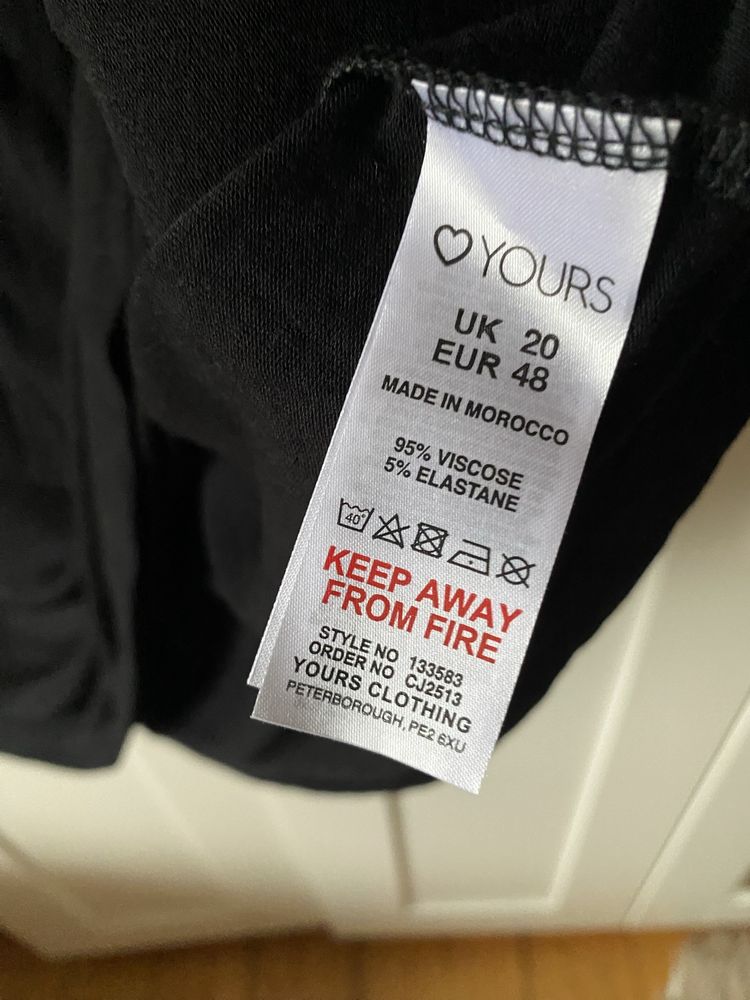 YOURS
UK 20
EUR 48
MADE IN MOROCCO
95% VISCOSE
5% ELASTANE
40°
KEEP AWAY
FROM FIRE
STYLE NO 133583
ORDER NO CJ2513
YOURS CLOTHING
PETERBOROUGH, PE2 6XU